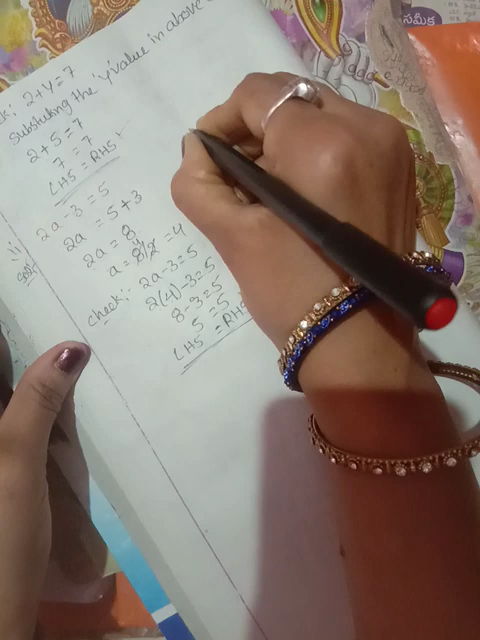 2+y=7
Substuting the 'y' value in above
2+5=7
7=7
LHS = RHS ✓
2a-3=5
2a = 5+3
2a = 8
a = 8/2 = 4
check: 2a-3=5
2(4)-3=5
8-3=5
5=5
LHS = RHS
సమీక్ష